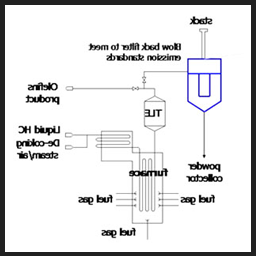 stack
Blow back filter to meet
emission standards
Olefins
product
TLE
Liquid HC
De-coking
steam/air
powder
collector
furnace
fuel gas
fuel gas
fuel gas